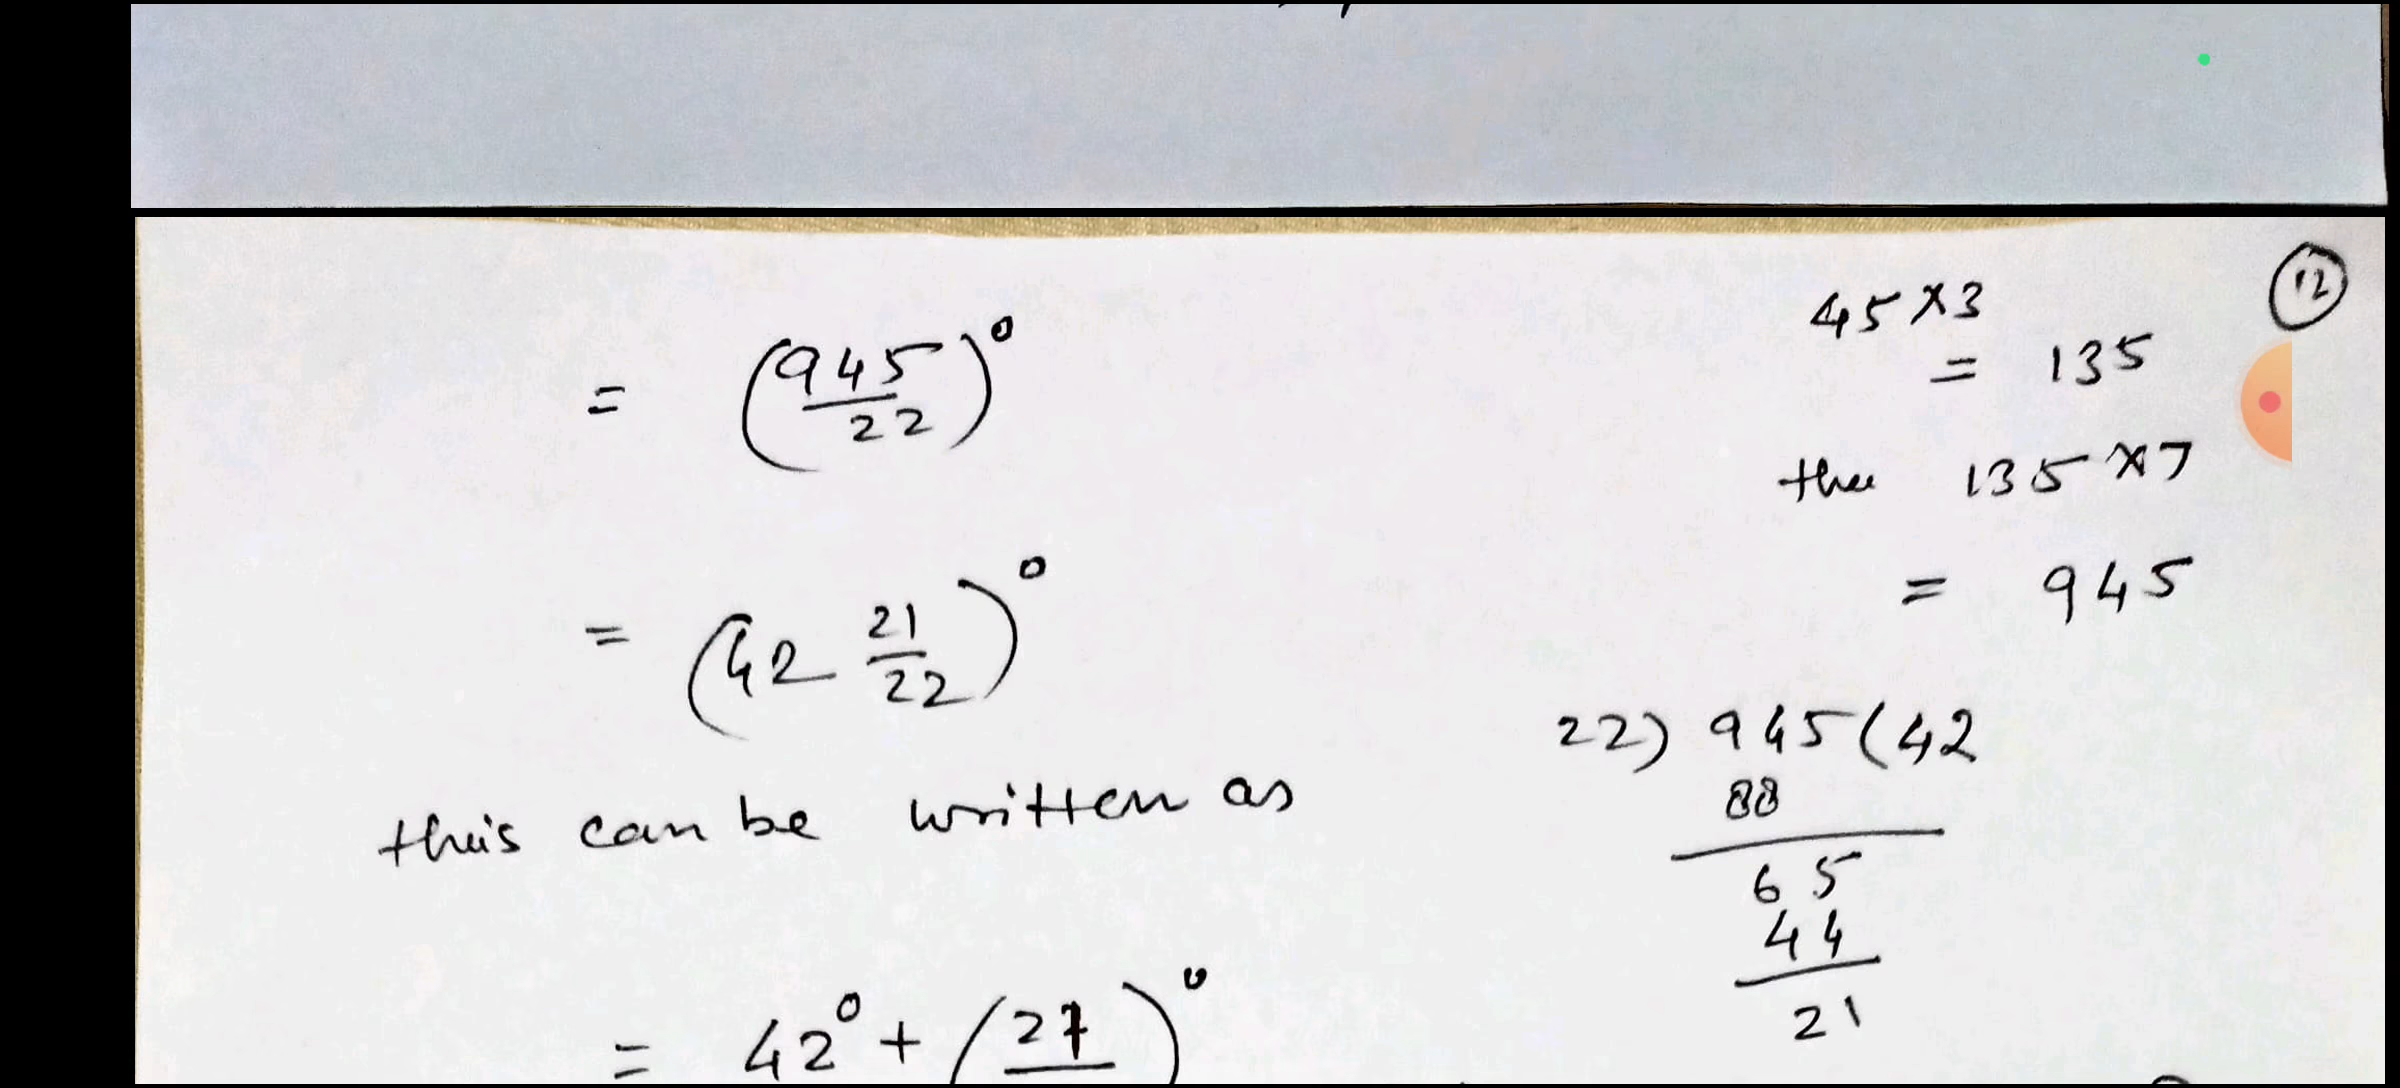 12
= (945/22)°
= (42 21/22)°
this can be written as
= 42° + (27
45 × 3
= 135
the 135 × 7
= 945
22) 945 (42
88
65
44
21